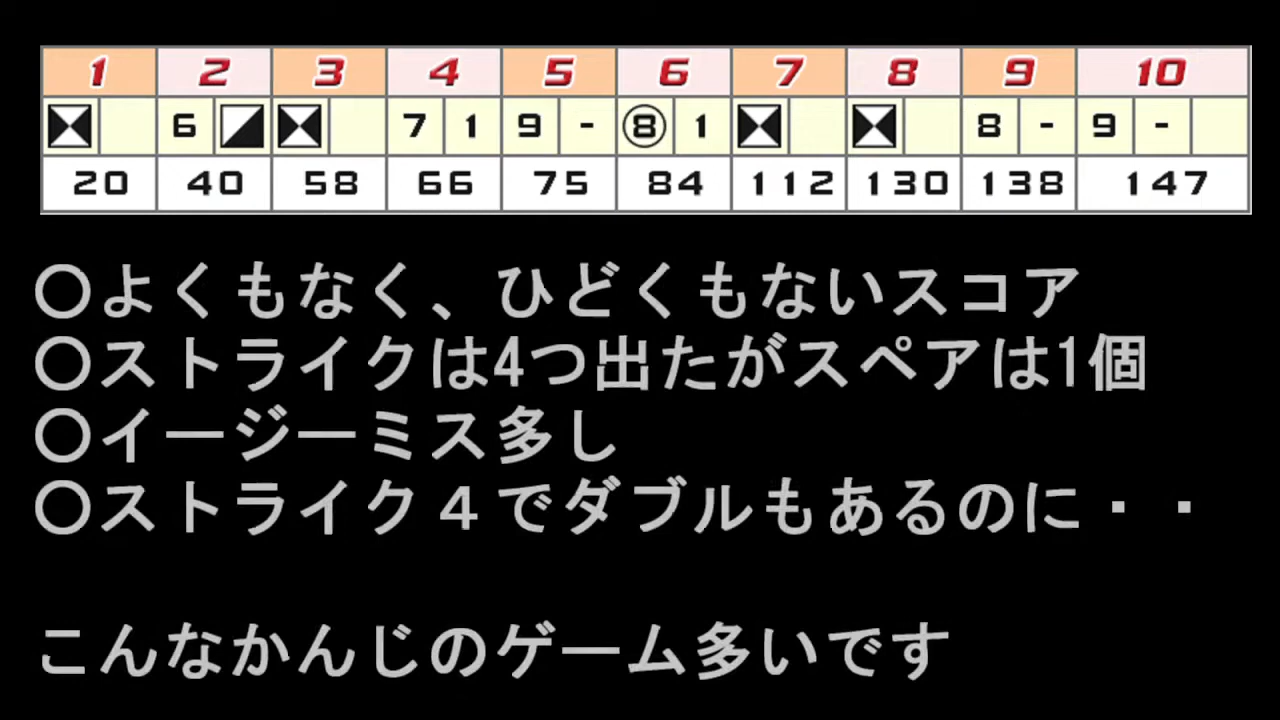 1 2 3 4 5 6 7 8 9 10
6 7 1 9 - ⑧ 1 8 - 9 -
20 40 58 66 75 84 112 130 138 147
〇よくもなく、ひどくもないスコア
〇ストライクは4つ出たがスペアは1個
〇イージーミス多し
〇ストライク４でダブルもあるのに・・
こんなかんじのゲーム多いです